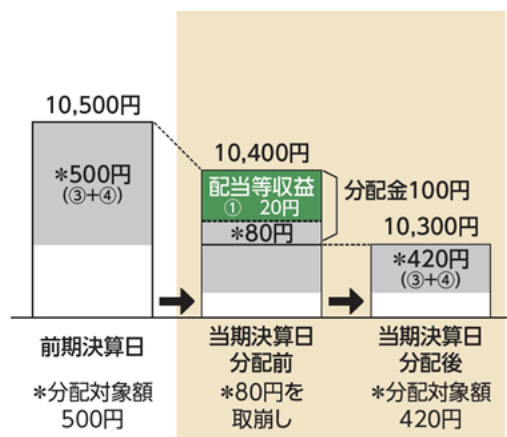 10,500円
*500円
(③+④)
前期決算日
*分配対象額
500円
10,400円
配当等収益
① 20円
*80円
分配金100円
当期決算日
分配前
*80円を
取崩し
10,300円
*420円
(③+④)
当期決算日
分配後
*分配対象額
420円